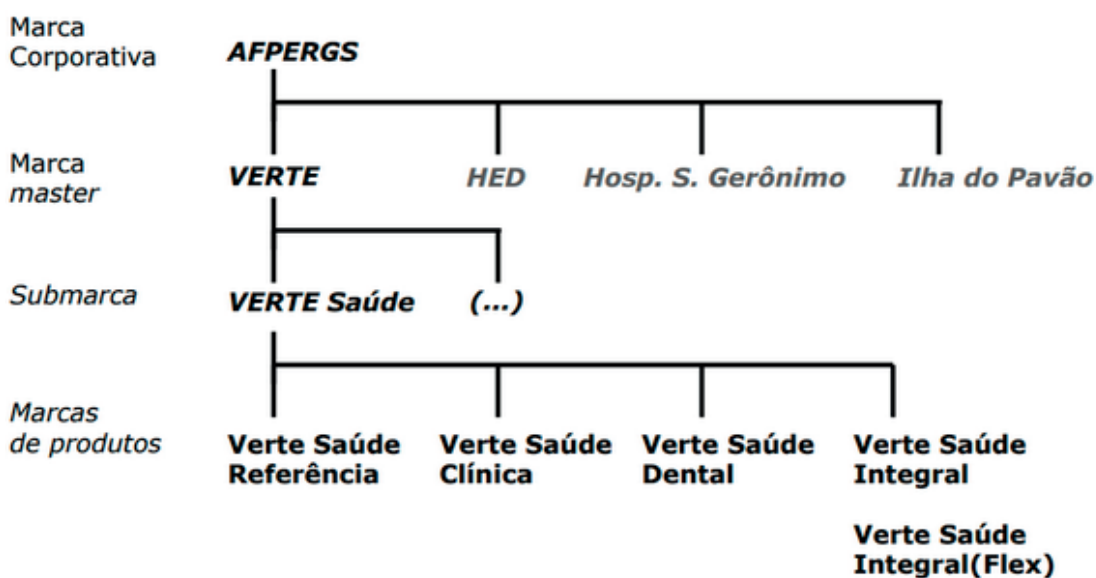 Marca
Corporativa
AFPERGS
Marca
master
VERTE
HED
Hosp. S. Gerônimo
Ilha do Pavão
Submarca
VERTE Saúde
(...)
Marcas
de produtos
Verte Saúde
Referência
Verte Saúde
Clínica
Verte Saúde
Dental
Verte Saúde
Integral
Verte Saúde
Integral(Flex)